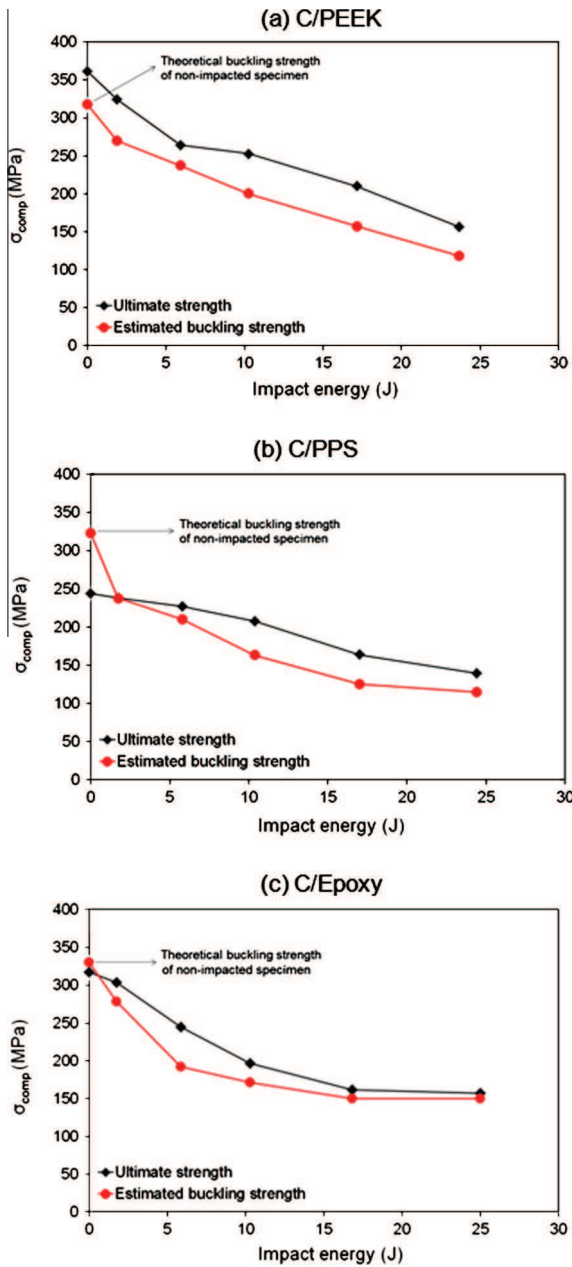 (a) C/PEEK
400
350
300
250
200
150
100
50
0
σcomp (MPa)
Theoretical buckling strength
of non-impacted specimen
Ultimate strength
Estimated buckling strength
0 5 10 15 20 25 30
Impact energy (J)
(b) C/PPS
400
350
300
250
200
150
100
50
0
σcomp (MPa)
Theoretical buckling strength
of non-impacted specimen
Ultimate strength
Estimated buckling strength
0 5 10 15 20 25 30
Impact energy (J)
(c) C/Epoxy
400
350
300
250
200
150
100
50
0
σcomp (MPa)
Theoretical buckling strength
of non-impacted specimen
Ultimate strength
Estimated buckling strength
0 5 10 15 20 25 30
Impact energy (J)